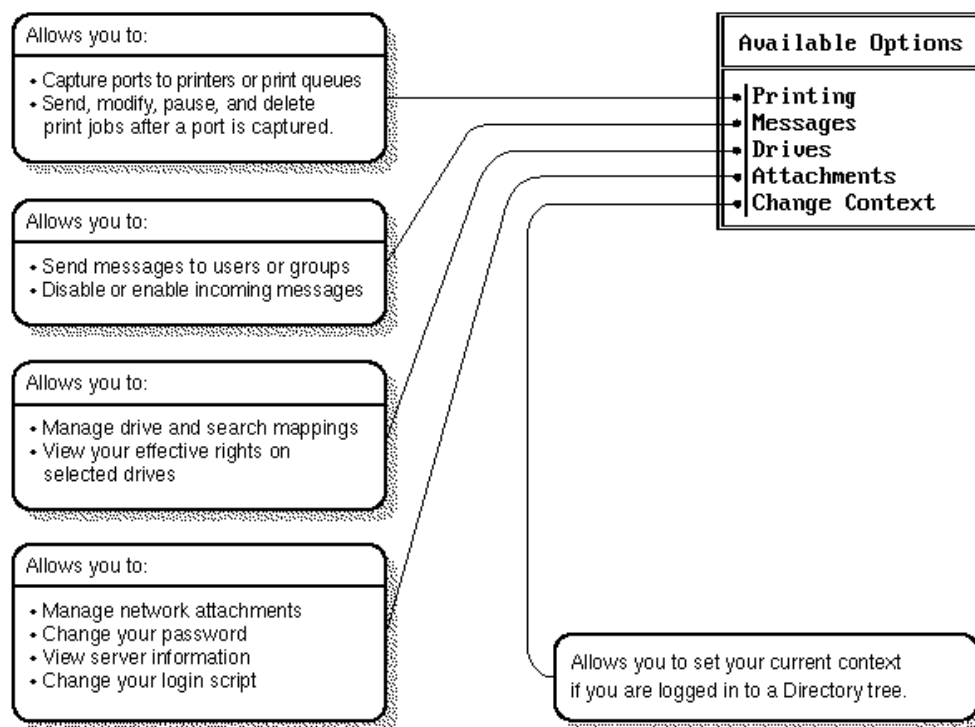 Allows you to:
• Capture ports to printers or print queues
• Send, modify, pause, and delete
print jobs after a port is captured.
Allows you to:
• Send messages to users or groups
• Disable or enable incoming messages
Allows you to:
• Manage drive and search mappings
• View your effective rights on
selected drives
Allows you to:
• Manage network attachments
• Change your password
• View server information
• Change your login script
Available Options
Printing
Messages
Drives
Attachments
Change Context
Allows you to set your current context
if you are logged in to a Directory tree.